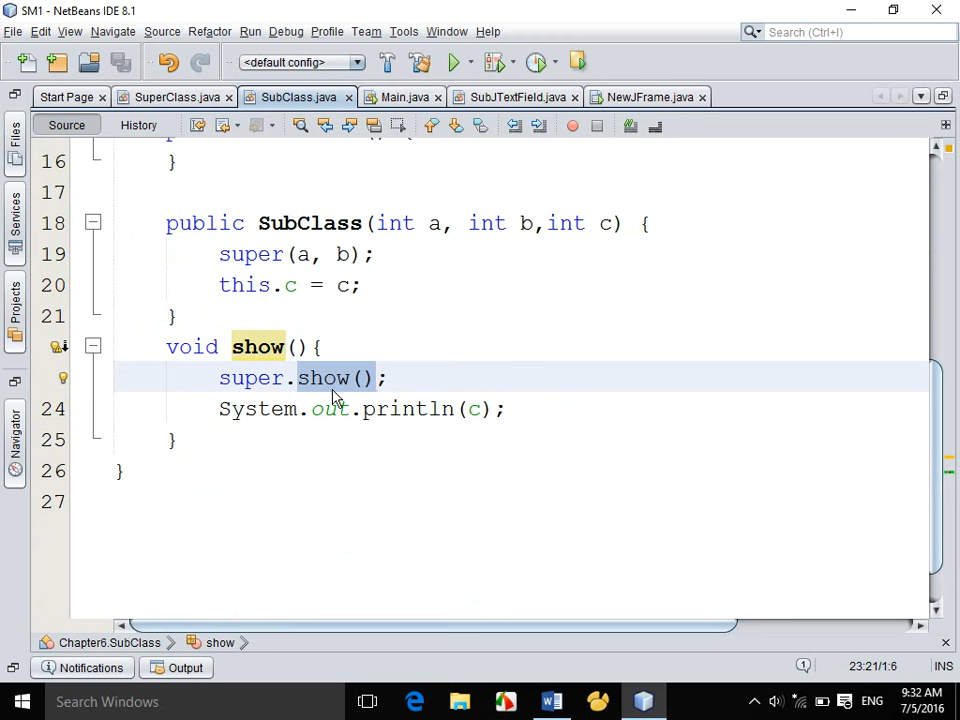 SM1 - NetBeans IDE 8.1
File Edit View Navigate Source Refactor Run Debug Profile Team Tools Window Help
Search (Ctrl+I)
<default config>
Start Page SuperClass.java SubClass.java Main.java SubJTextField.java NewJFrame.java
Source History
Files
Services
Projects
Navigator
16 }
17
18 public SubClass(int a, int b,int c) {
19 super(a, b);
20 this.c = c;
21 }
void show(){
super.show();
24 System.out.println(c);
25 }
26 }
27
Chapter6.SubClass show
Notifications Output 1 23:21/1:6 INS
Search Windows ENG 9:32 AM
7/5/2016